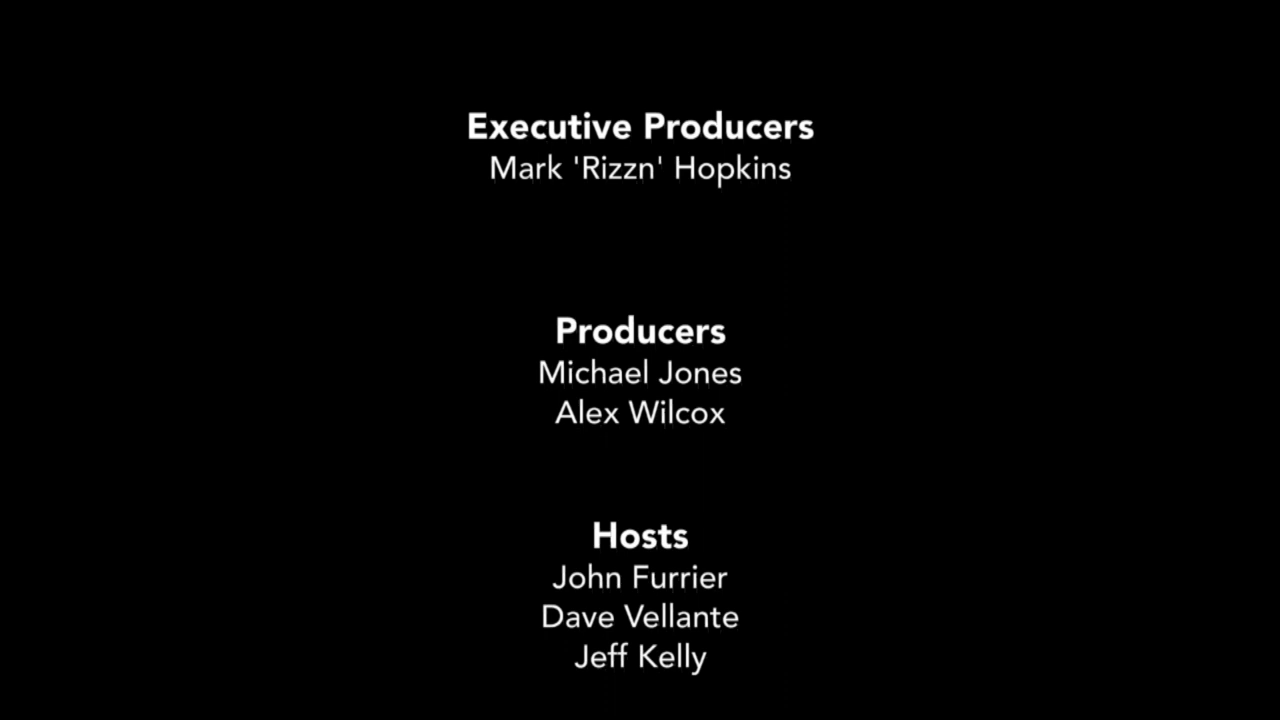 Executive Producers
Mark 'Rizzn' Hopkins
Producers
Michael Jones
Alex Wilcox
Hosts
John Furrier
Dave Vellante
Jeff Kelly